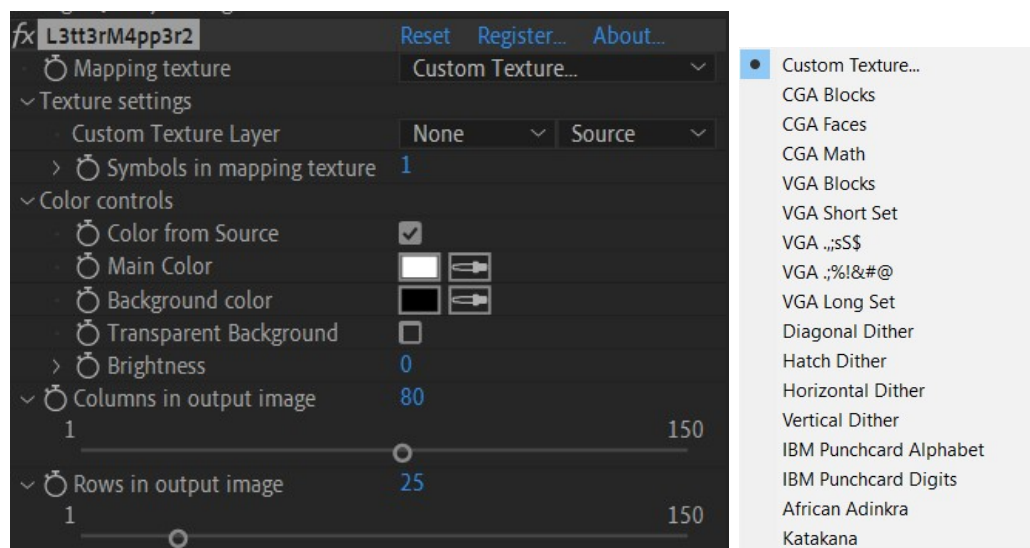 fx L3tt3rM4pp3r2 Reset Register... About...
Mapping texture Custom Texture...
Texture settings
Custom Texture Layer None Source
Symbols in mapping texture 1
Color controls
Color from Source
Main Color
Background color
Transparent Background
Brightness 0
Columns in output image 80
1 150
Rows in output image 25
1 150
Custom Texture...
CGA Blocks
CGA Faces
CGA Math
VGA Blocks
VGA Short Set
VGA .,;sS$
VGA .;%!&#@
VGA Long Set
Diagonal Dither
Hatch Dither
Horizontal Dither
Vertical Dither
IBM Punchcard Alphabet
IBM Punchcard Digits
African Adinkra
Katakana